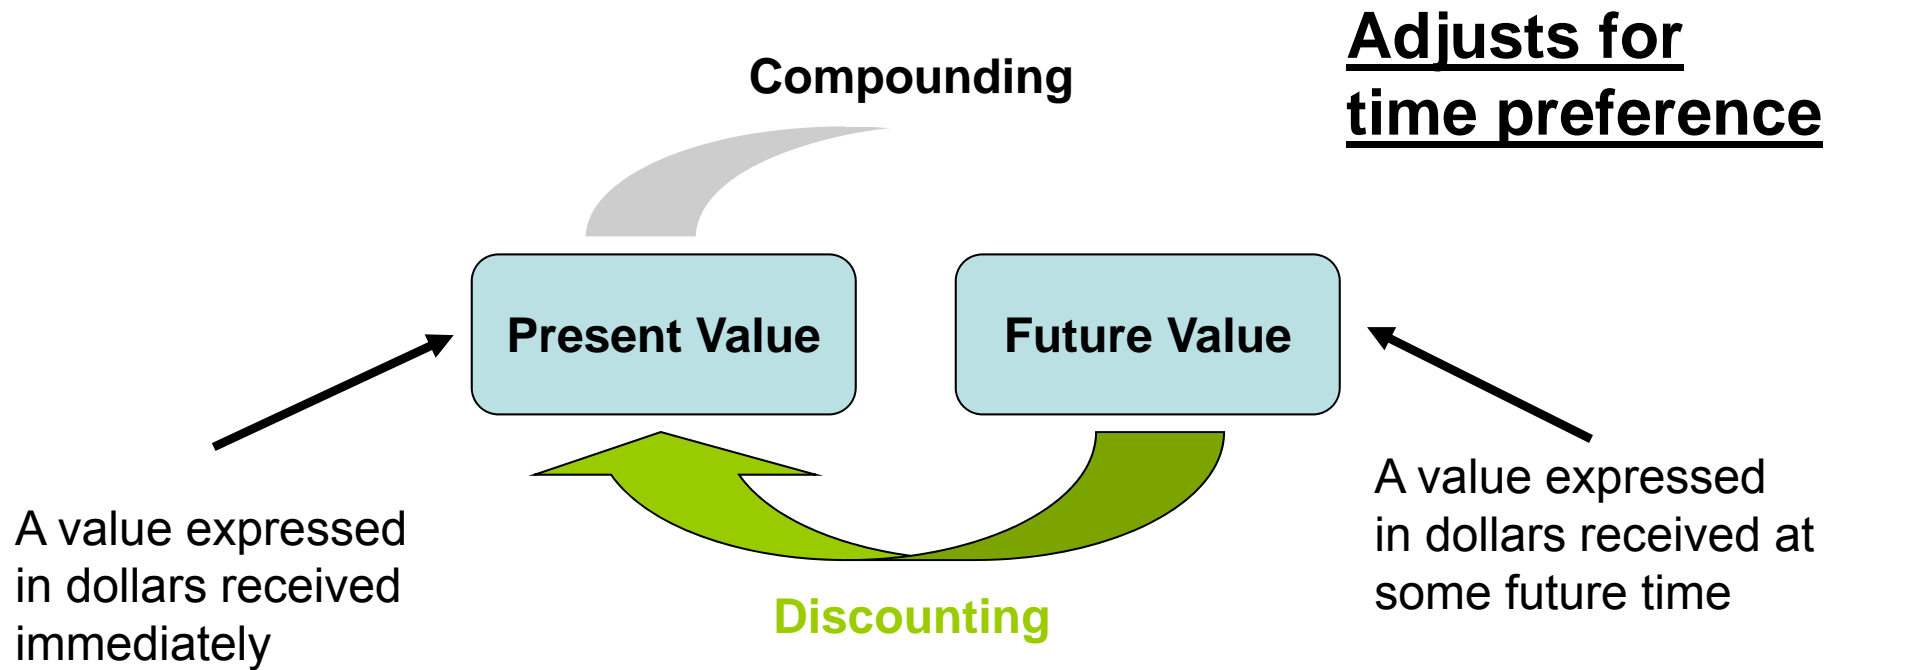 Adjusts for
time preference
Compounding
Present Value
Future Value
A value expressed
in dollars received
immediately
A value expressed
in dollars received at
some future time
Discounting